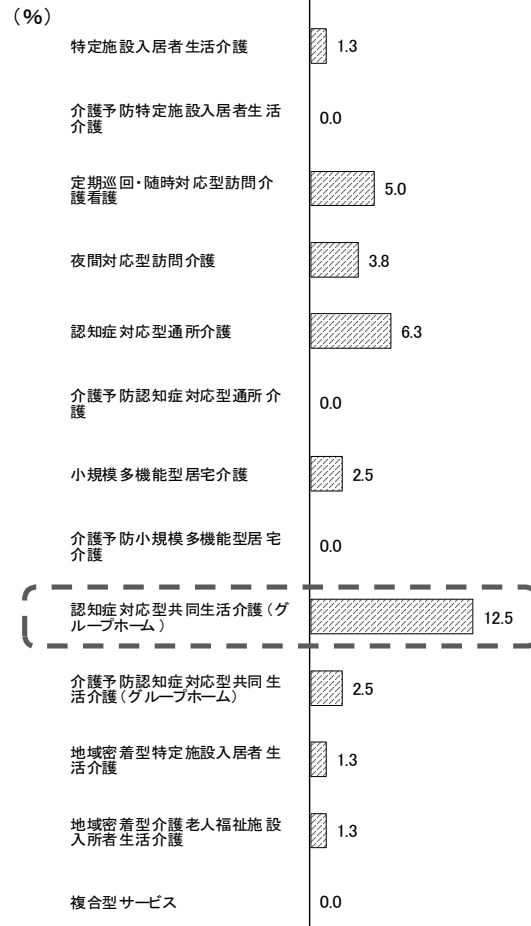 （%）
特定施設入居者生活介護
1.3
介護予防特定施設入居者生活
介護
0.0
定期巡回・随時対応型訪問介
護看護
5.0
夜間対応型訪問介護
3.8
認知症対応型通所介護
6.3
介護予防認知症対応型通所介
護
0.0
小規模多機能型居宅介護
2.5
介護予防小規模多機能型居宅
介護
0.0
認知症対応型共同生活介護（グ
ループホーム）
12.5
介護予防認知症対応型共同生
活介護（グループホーム）
2.5
地域密着型特定施設入居者生
活介護
1.3
地域密着型介護老人福祉施設
入所者生活介護
1.3
複合型サービス
0.0